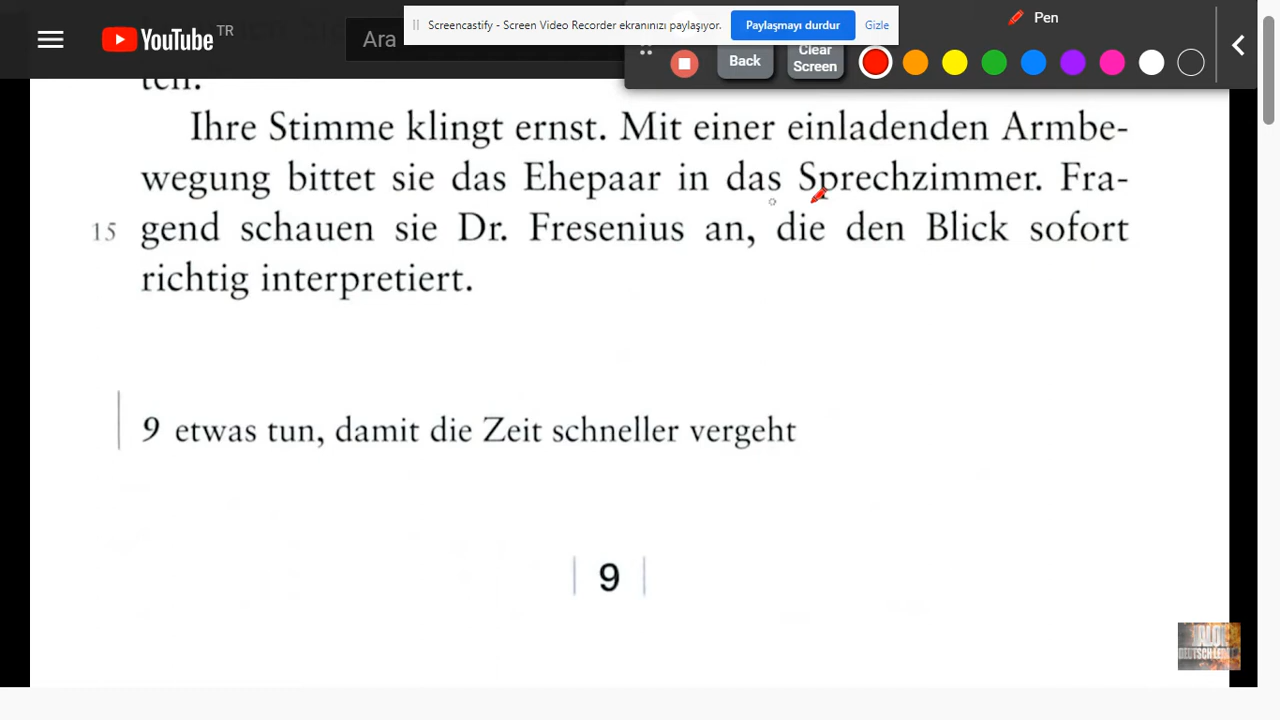 Screencastify - Screen Video Recorder ekranınızı paylaşıyor. Paylaşmayı durdur Gizle
Pen
YouTube TR
Ara
Back
Clear Screen
ten.
Ihre Stimme klingt ernst. Mit einer einladenden Armbe-
wegung bittet sie das Ehepaar in das Sprechzimmer. Fra-
15 gend schauen sie Dr. Fresenius an, die den Blick sofort
richtig interpretiert.
9 etwas tun, damit die Zeit schneller vergeht
9